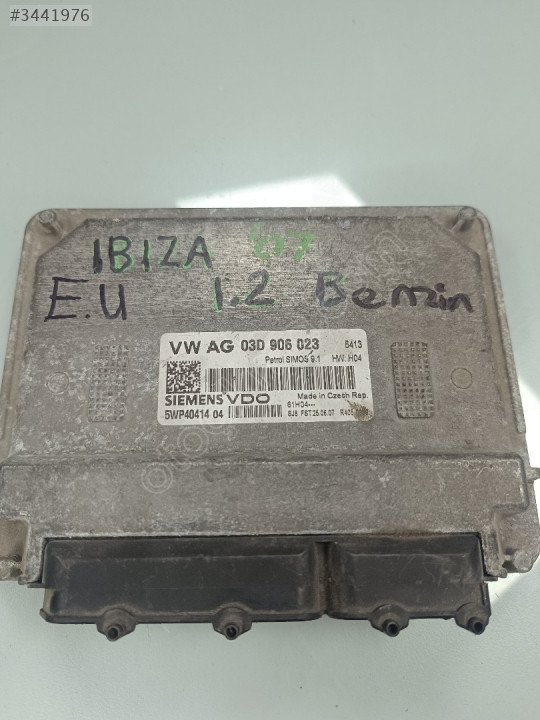 #3441976
IBIZA
E.U 1.2 Benzin
VW AG 03D 906 023 5413
Petrol SIMOS 9.1 HW: H04
SIEMENS VDO Made in Czech Rep.
5WP40414 04 61H04---